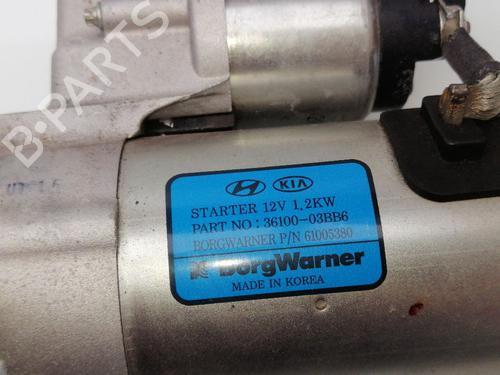 B-PARTS
KIA
STARTER 12V 1.2KW
PART NO : 36100-03BB6
BORGWARNER P/N 61005380
BorgWarner
MADE IN KOREA